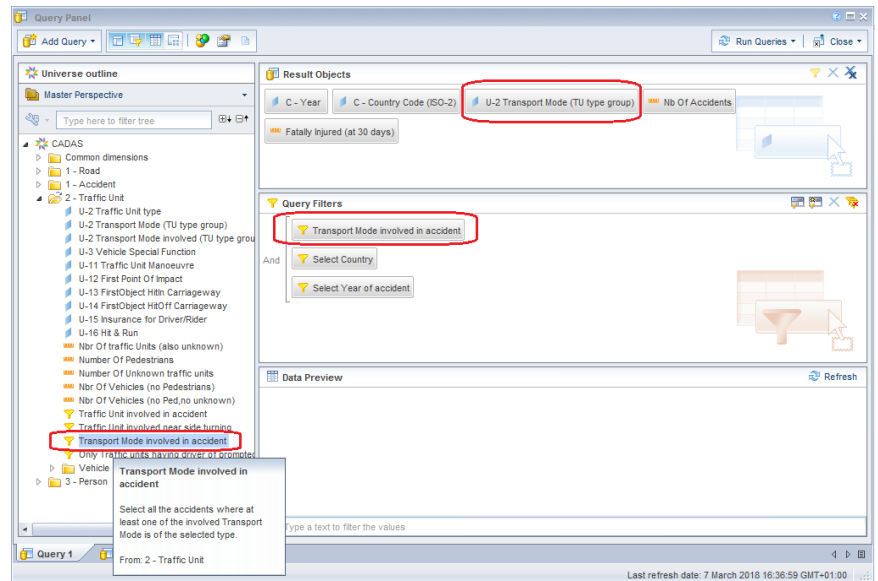 Query Panel
Add Query
Run Queries
Close
Universe outline
Master Perspective
Type here to filter tree
CADAS
Common dimensions
1 - Road
1 - Accident
2 - Traffic Unit
U-2 Traffic Unit type
U-2 Transport Mode (TU type group)
U-2 Transport Mode involved (TU type grou
U-3 Vehicle Special Function
U-11 Traffic Unit Manoeuvre
U-12 First Point Of Impact
U-13 FirstObject HitIn Carriageway
U-14 FirstObject HitOff Carriageway
U-15 Insurance for Driver/Rider
U-16 Hit & Run
Nbr Of traffic Units (also unknown)
Number Of Pedestrians
Number Of Unknown traffic units
Nbr Of Vehicles (no Pedestrians)
Nbr Of Vehicles (no Ped,no unknown)
Traffic Unit involved in accident
Traffic Unit involved near side turning
Transport Mode involved in accident
Only Traffic units having driver of prompted
Vehicle
3 - Person
Transport Mode involved in
accident
Select all the accidents where at
least one of the involved Transport
Mode is of the selected type.
From: 2 - Traffic Unit
Result Objects
C - Year
C - Country Code (ISO-2)
U-2 Transport Mode (TU type group)
Nb Of Accidents
Fatally Injured (at 30 days)
Query Filters
And
Transport Mode involved in accident
Select Country
Select Year of accident
Data Preview
Refresh
Type a text to filter the values
Query 1
Last refresh date: 7 March 2018 16:36:59 GMT+01:00